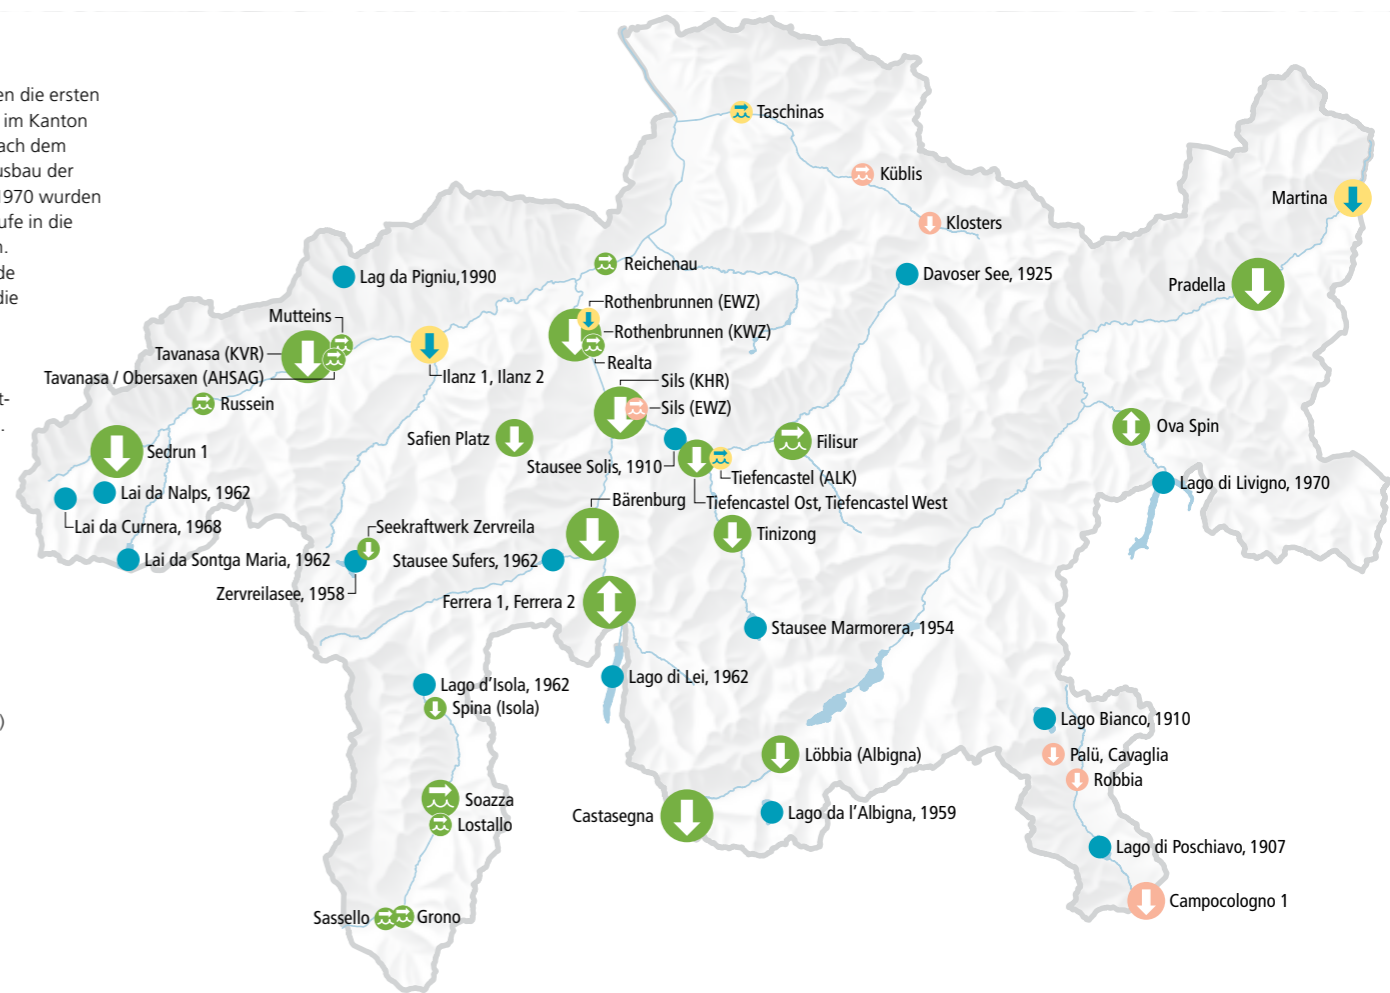 en die ersten
im Kanton
ach dem
usbau der
1970 wurden
ufe in die
n.
de
die
t-
.
)
Taschinas
Küblis
Klosters
Martina
Pradella
Reichenau
Davoser See, 1925
Lag da Pigniu,1990
Rothenbrunnen (EWZ)
Rothenbrunnen (KWZ)
Realta
Mutteins
Tavanasa (KVR)
Tavanasa / Obersaxen (AHSAG)
Ilanz 1, Ilanz 2
Russein
Sils (KHR)
Sils (EWZ)
Safien Platz
Sedrun 1
Stausee Solis, 1910
Filisur
Ova Spin
Tiefencastel (ALK)
Tiefencastel Ost, Tiefencastel West
Lago di Livigno, 1970
Lai da Nalps, 1962
Lai da Curnera, 1968
Bärenburg
Seekraftwerk Zervreila
Tinizong
Lai da Sontga Maria, 1962
Stausee Sufers, 1962
Zervreilasee, 1958
Ferrera 1, Ferrera 2
Stausee Marmorera, 1954
Lago d'Isola, 1962
Lago di Lei, 1962
Spina (Isola)
Lago Bianco, 1910
Löbbia (Albigna)
Palü, Cavaglia
Robbia
Soazza
Lostallo
Castasegna
Lago da l'Albigna, 1959
Lago di Poschiavo, 1907
Campocologno 1
Sassello
Grono